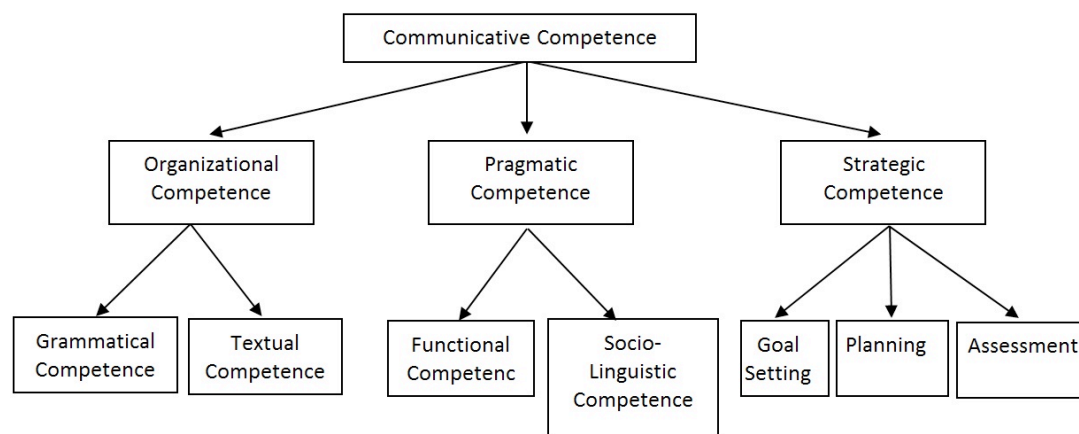 Communicative Competence
Organizational
Competence
Pragmatic
Competence
Strategic
Competence
Grammatical
Competence
Textual
Competence
Functional
Competenc
Socio-
Linguistic
Competence
Goal
Setting
Planning
Assessment